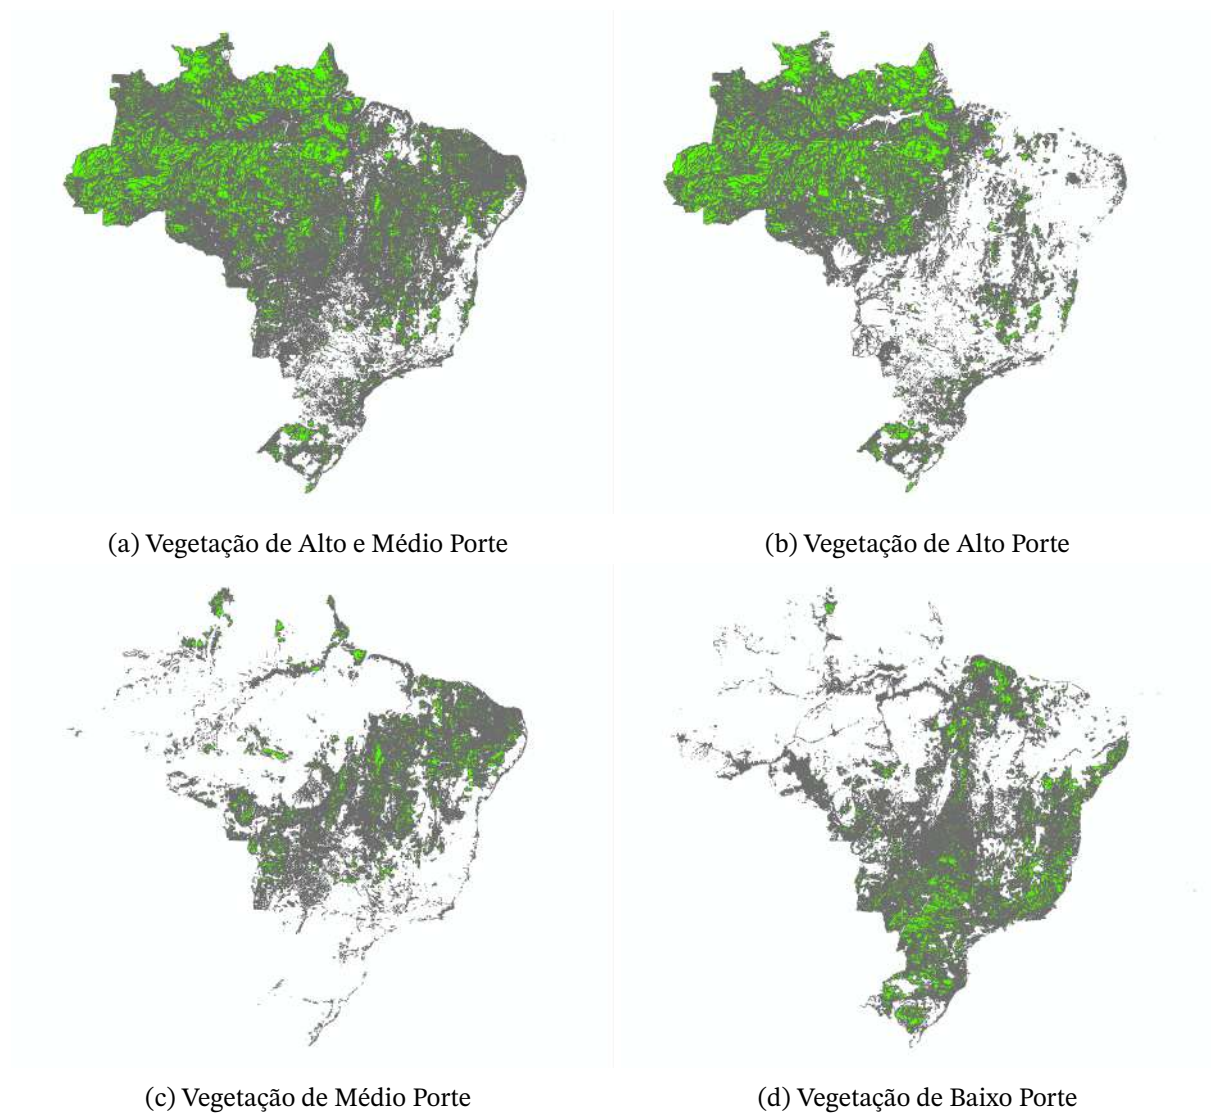 (a) Vegetação de Alto e Médio Porte
(b) Vegetação de Alto Porte
(c) Vegetação de Médio Porte
(d) Vegetação de Baixo Porte